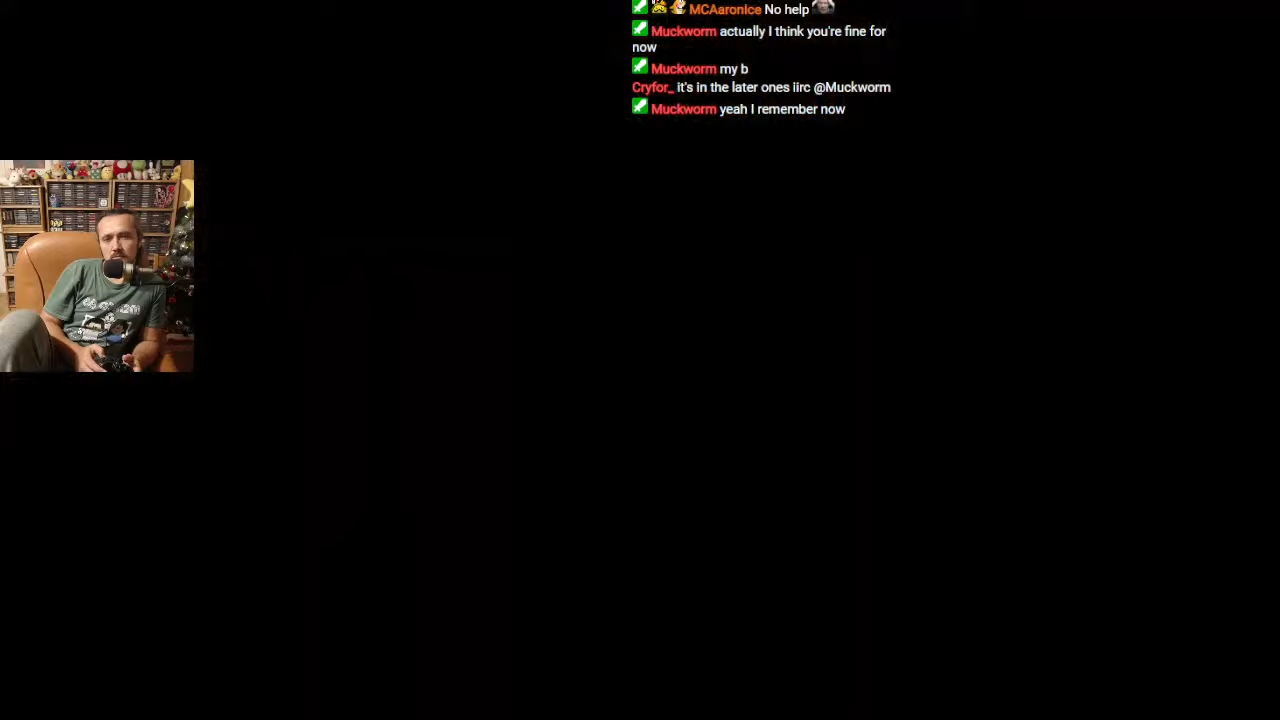 MCAaronIce No help
Muckworm actually I think you're fine for
now
Muckworm my b
Cryfor_ it's in the later ones iirc @Muckworm
Muckworm yeah I remember now